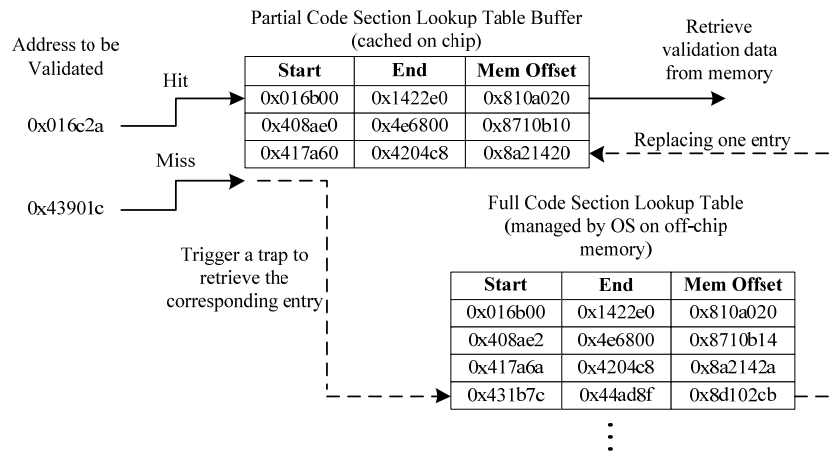 Partial Code Section Lookup Table Buffer
(cached on chip)
Address to be
Validated
Hit
0x016c2a
Miss
0x43901c
Start End Mem Offset
0x016b00 0x1422e0 0x810a020
0x408ae0 0x4e6800 0x8710b10
0x417a60 0x4204c8 0x8a21420
Retrieve
validation data
from memory
Replacing one entry
Trigger a trap to
retrieve the
corresponding entry
Full Code Section Lookup Table
(managed by OS on off-chip
memory)
Start End Mem Offset
0x016b00 0x1422e0 0x810a020
0x408ae2 0x4e6800 0x8710b14
0x417a6a 0x4204c8 0x8a2142a
0x431b7c 0x44ad8f 0x8d102cb